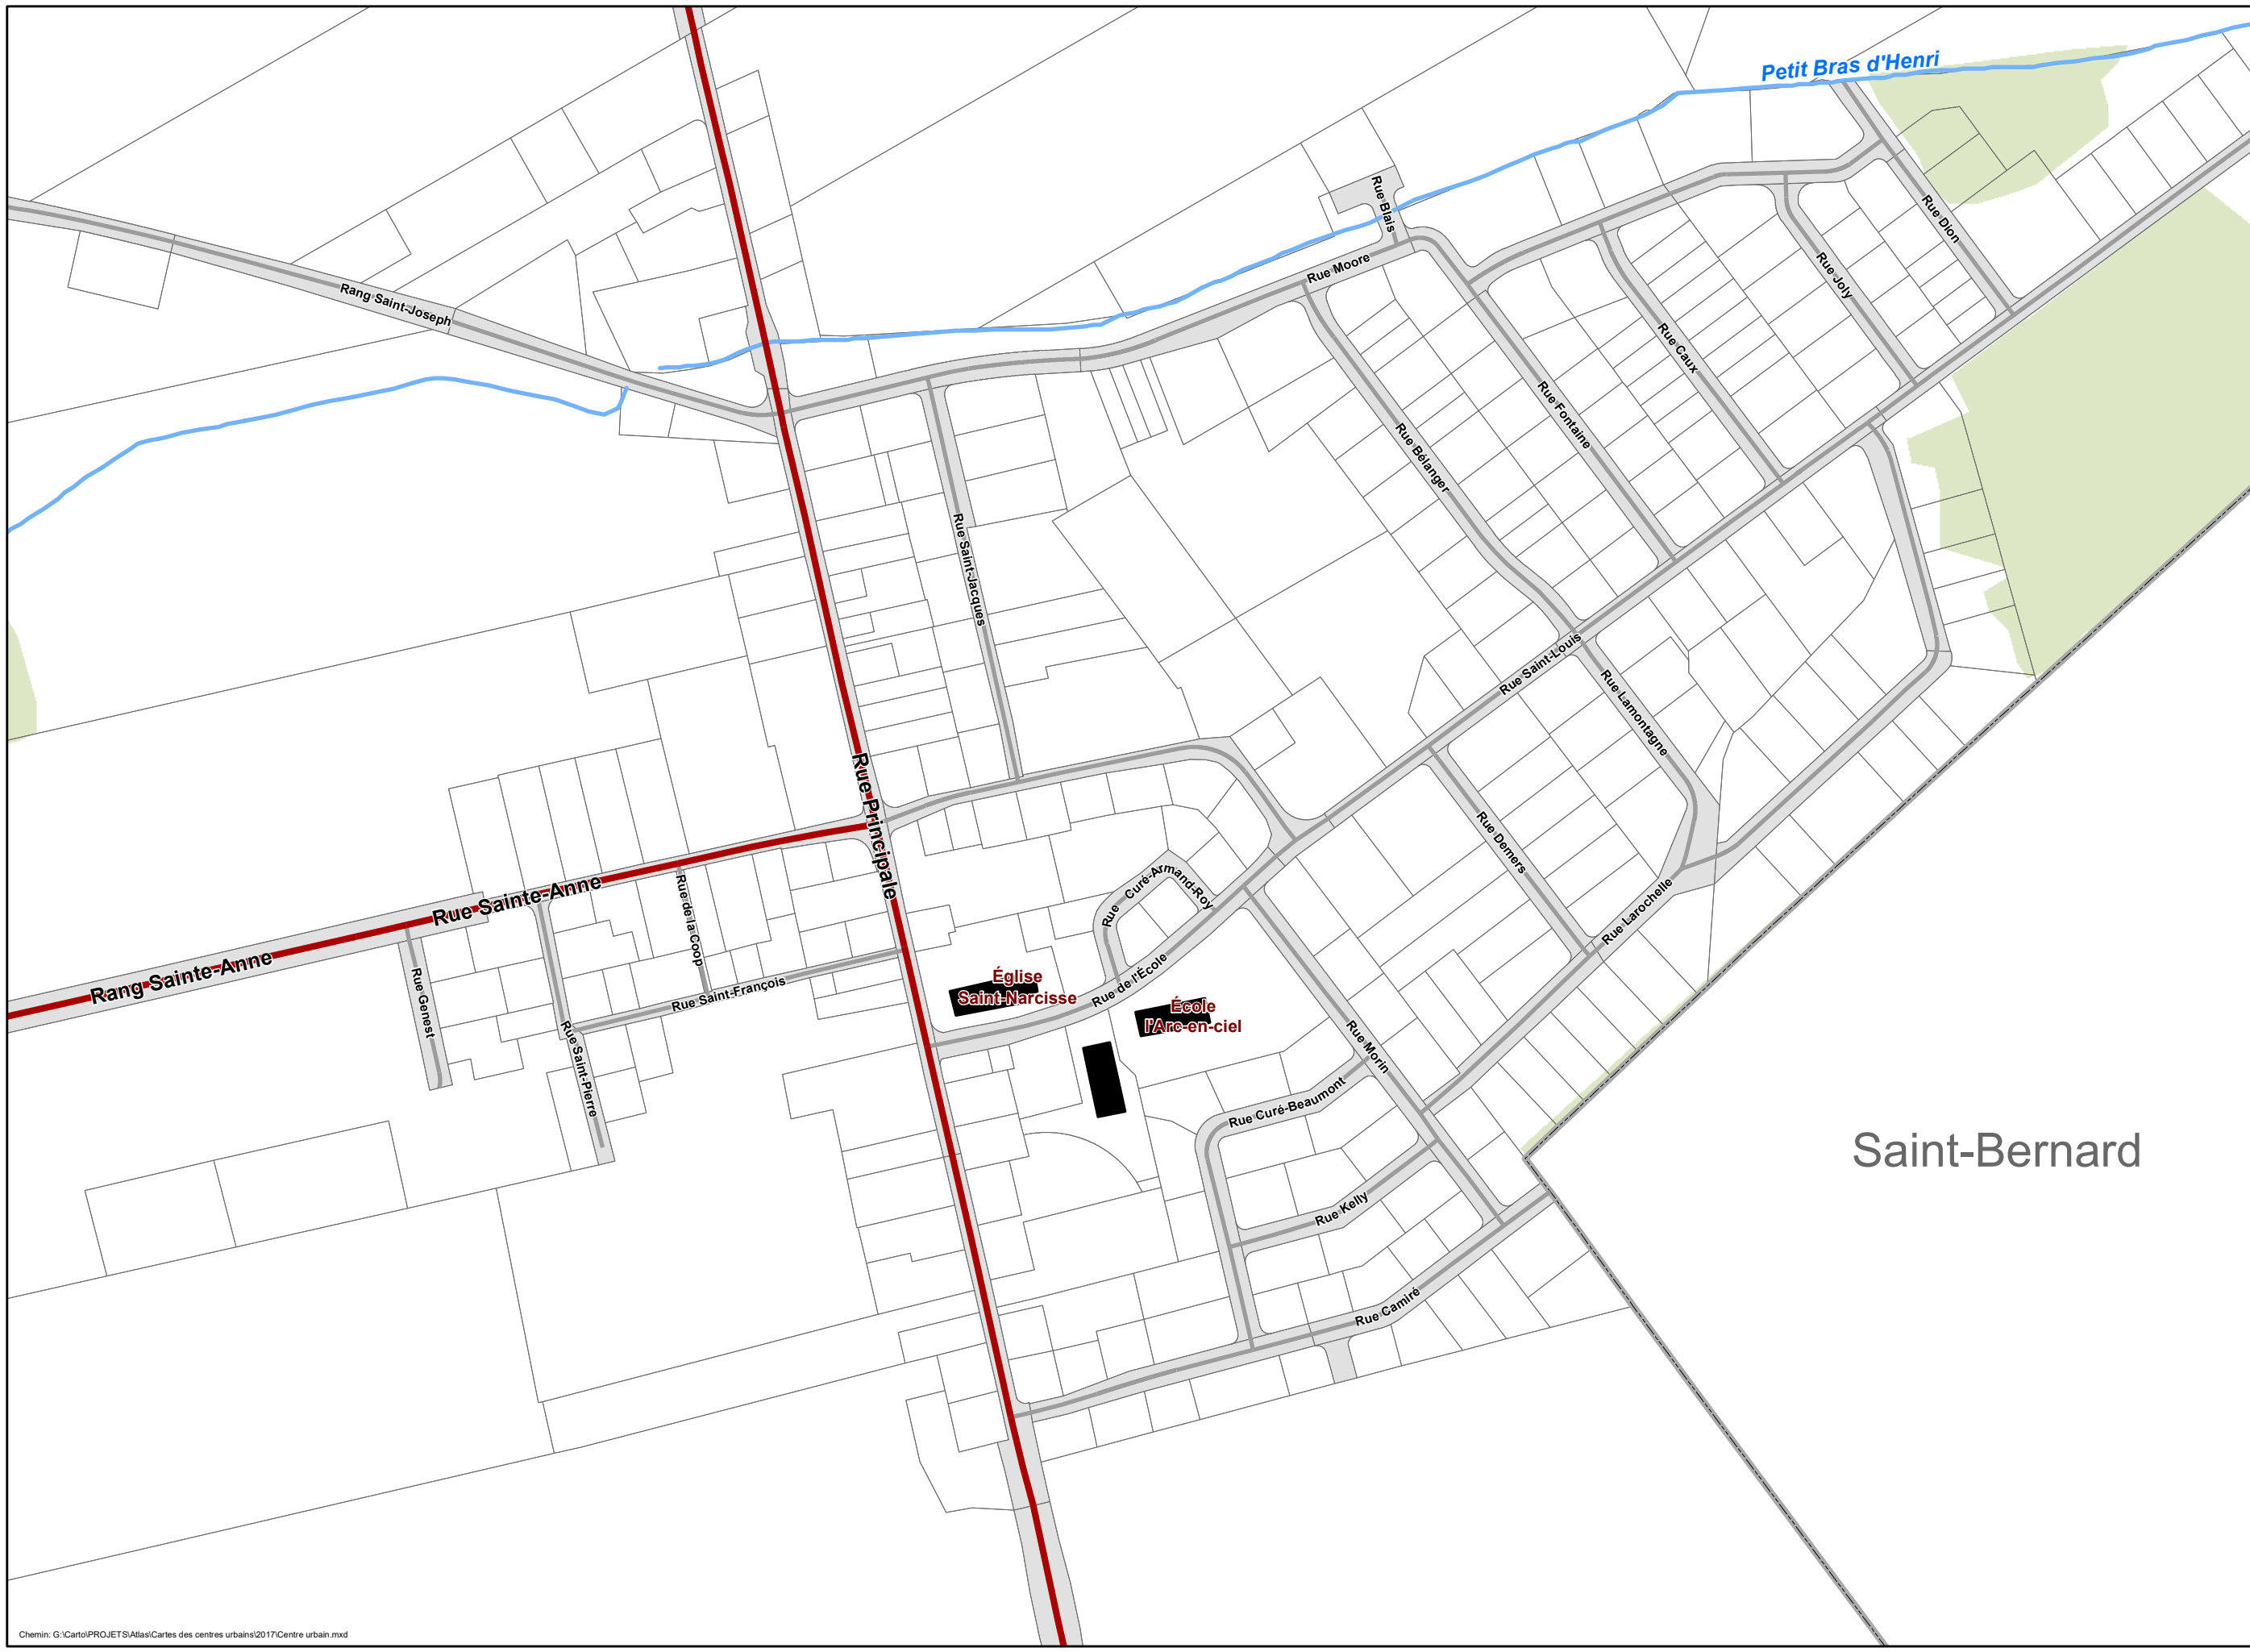 Petit Bras d'Henri
Rue Blais
Rue Dion
Rue Moore
Rue Joly
Rang Saint-Joseph
Rue Caux
Rue Fontaine
Rue Bélanger
Rue Saint-Jacques
Rue Saint-Louis
Rue Lamontagne
Rue Principale
Rue Demers
Rue Curé-Armand-Roy
Rue Sainte-Anne
Rue de la Coop
Rue Larochelle
Rang Sainte-Anne
Rue Genest
Rue Saint-François
Église
Saint-Narcisse
Rue de l'École
École
l'Arc-en-ciel
Rue Saint-Pierre
Rue Morin
Rue Curé-Beaumont
Saint-Bernard
Rue Kelly
Rue Camiré
Chemin: G:\Carto\PROJETS\Atlas\Cartes des centres urbains\2017\Centre urbain.mxd